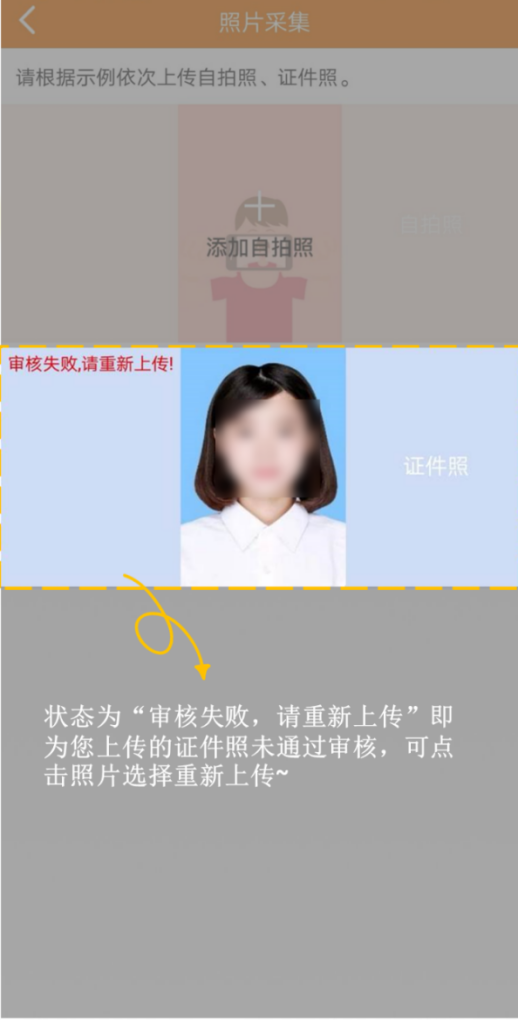 照片采集
请根据示例依次上传自拍照、证件照。
添加自拍照
自拍照
审核失败,请重新上传!
证件照
状态为“审核失败，请重新上传”即
为您上传的证件照未通过审核，可点
击照片选择重新上传~